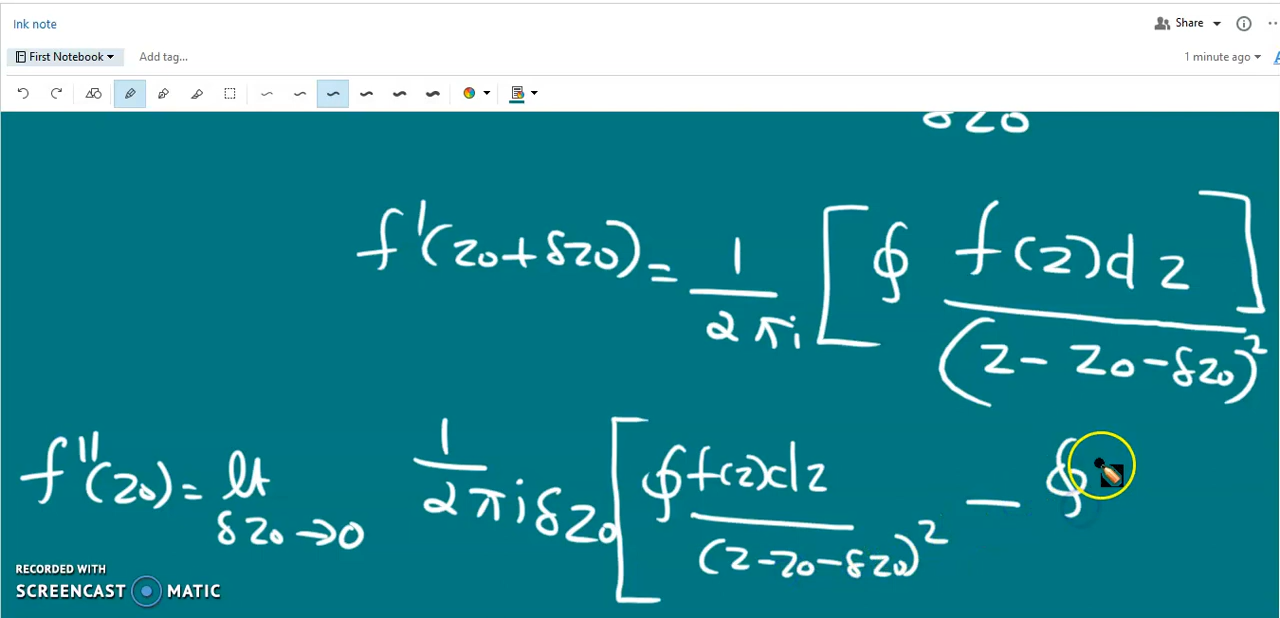 Ink note
Share
First Notebook
Add tag...
1 minute ago
δz0
f'(z0+δz0) = 1/2πi [∮ f(z)dz/(z-z0-δz0)²]
f''(z0) = lt δz0→0 1/2πiδz0 [∮f(z)dz/(z-z0-δz0)² - ∮
RECORDED WITH
SCREENCAST MATIC